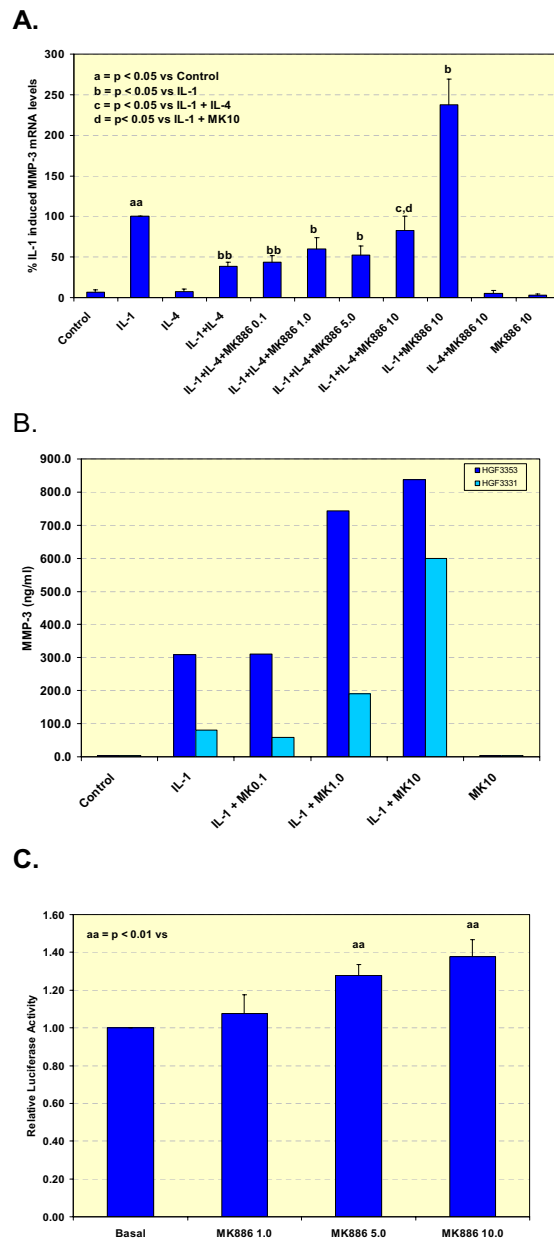 A.
a = p < 0.05 vs Control
b = p < 0.05 vs IL-1
c = p < 0.05 vs IL-1 + IL-4
d = p< 0.05 vs IL-1 + MK10
% IL-1 induced MMP-3 mRNA levels
300
250
200
150
100
50
0
aa
bb
bb
b
b
c,d
b
Control
IL-1
IL-4
IL-1+IL-4
IL-1+IL-4+MK886 0.1
IL-1+IL-4+MK886 1.0
IL-1+IL-4+MK886 5.0
IL-1+IL-4+MK886 10
IL-1+MK886 10
IL-4+MK886 10
MK886 10
B.
MMP-3 (ng/ml)
900.0
800.0
700.0
600.0
500.0
400.0
300.0
200.0
100.0
0.0
HGF3353
HGF3331
Control
IL-1
IL-1 + MK0.1
IL-1 + MK1.0
IL-1 + MK10
MK10
C.
aa = p < 0.01 vs
Relative Luciferase Activity
1.60
1.40
1.20
1.00
0.80
0.60
0.40
0.20
0.00
aa
aa
Basal
MK886 1.0
MK886 5.0
MK886 10.0